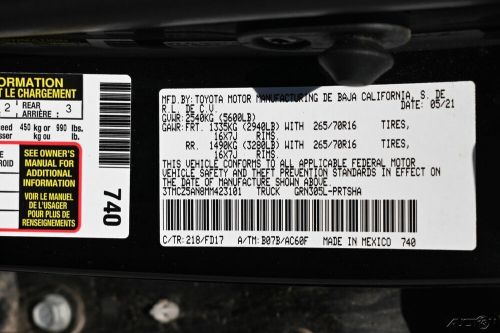 FORMATION
T LE CHARGEMENT
2 REAR ARRIÈRE : 3
eed 450 kg or 990 lbs.
kg ou lb.
SEE OWNER'S
MANUAL FOR
ADDITIONAL
INFORMATION
VOIR LE MANUEL
DE L'USAGER
POUR PLUS DE
RENSEIGNEMENTS
740
MFD.BY: TOYOTA MOTOR MANUFACTURING DE BAJA CALIFORNIA, S. DE
R.L. DE C.V. DATE: 05/21
GVWR: 2540KG (5600LB)
GAWR: FRT. 1335KG (2940LB) WITH 265/70R16 TIRES,
16X7J RIMS.
RR. 1490KG (3280LB) WITH 265/70R16 TIRES,
16X7J RIMS.
THIS VEHICLE CONFORMS TO ALL APPLICABLE FEDERAL MOTOR
VEHICLE SAFETY AND THEFT PREVENTION STANDARDS IN EFFECT ON
THE DATE OF MANUFACTURE SHOWN ABOVE.
3TMCZ5AN8MM423101 TRUCK GRN305L-PRTSHA
C/TR: 218/FD17 A/TM: B07B/AC60F MADE IN MEXICO 740